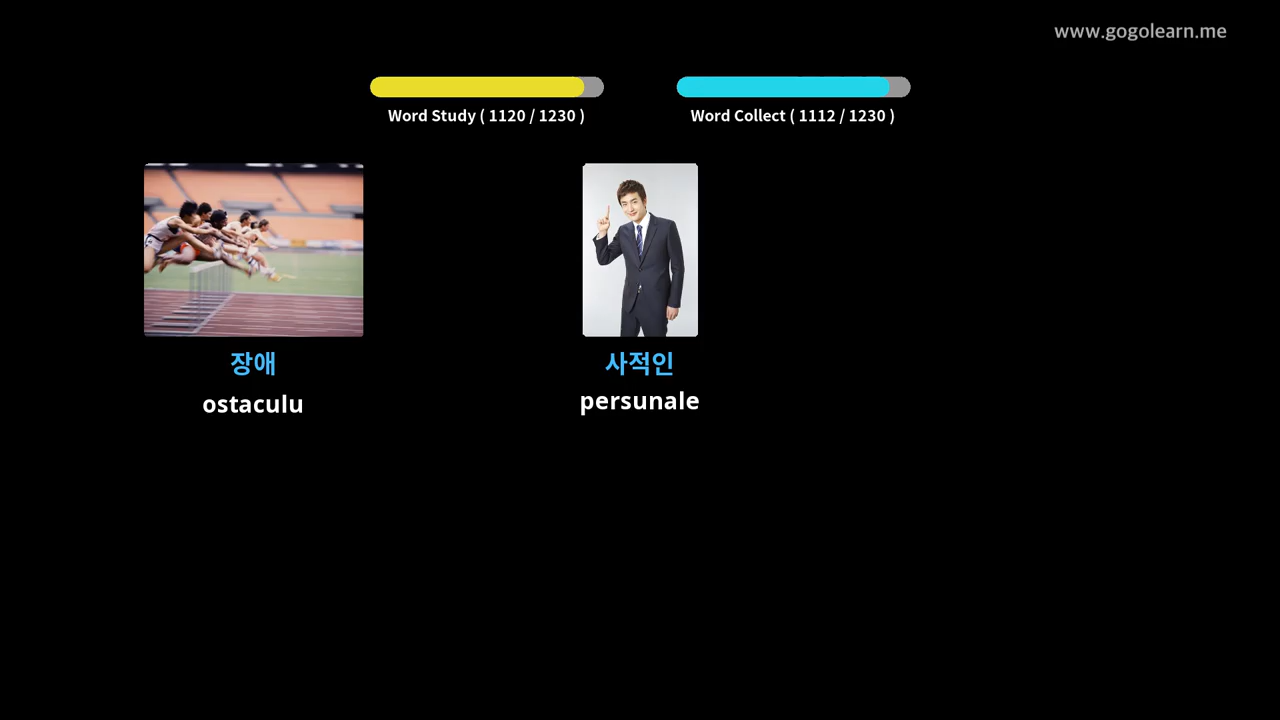 www.gogolearn.me
Word Study ( 1120 / 1230 )
Word Collect ( 1112 / 1230 )
장애
ostaculu
사적인
persunale